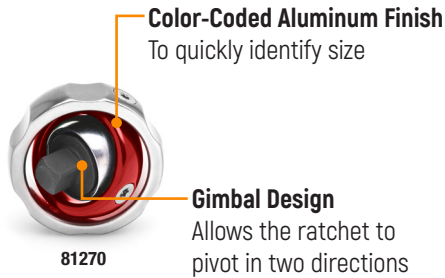 Color-Coded Aluminum Finish
To quickly identify size
Gimbal Design
Allows the ratchet to
pivot in two directions
81270